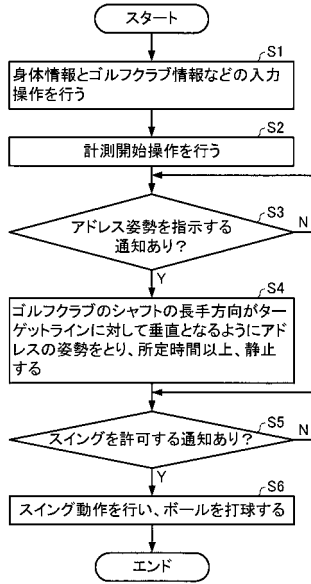 スタート
S1
身体情報とゴルフクラブ情報などの入力
操作を行う
S2
計測開始操作を行う
S3
アドレス姿勢を指示する
通知あり?
N
Y
S4
ゴルフクラブのシャフトの長手方向がター
ゲットラインに対して垂直となるようにアド
レスの姿勢をとり、所定時間以上、静止
する
S5
スイングを許可する通知あり?
N
Y
S6
スイング動作を行い、ボールを打球する
エンド